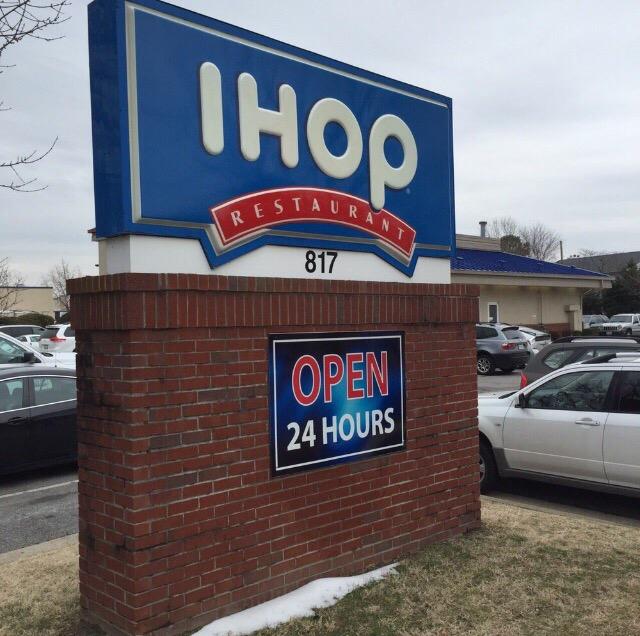 IHOP
RESTAURANT
817
OPEN
24 HOURS